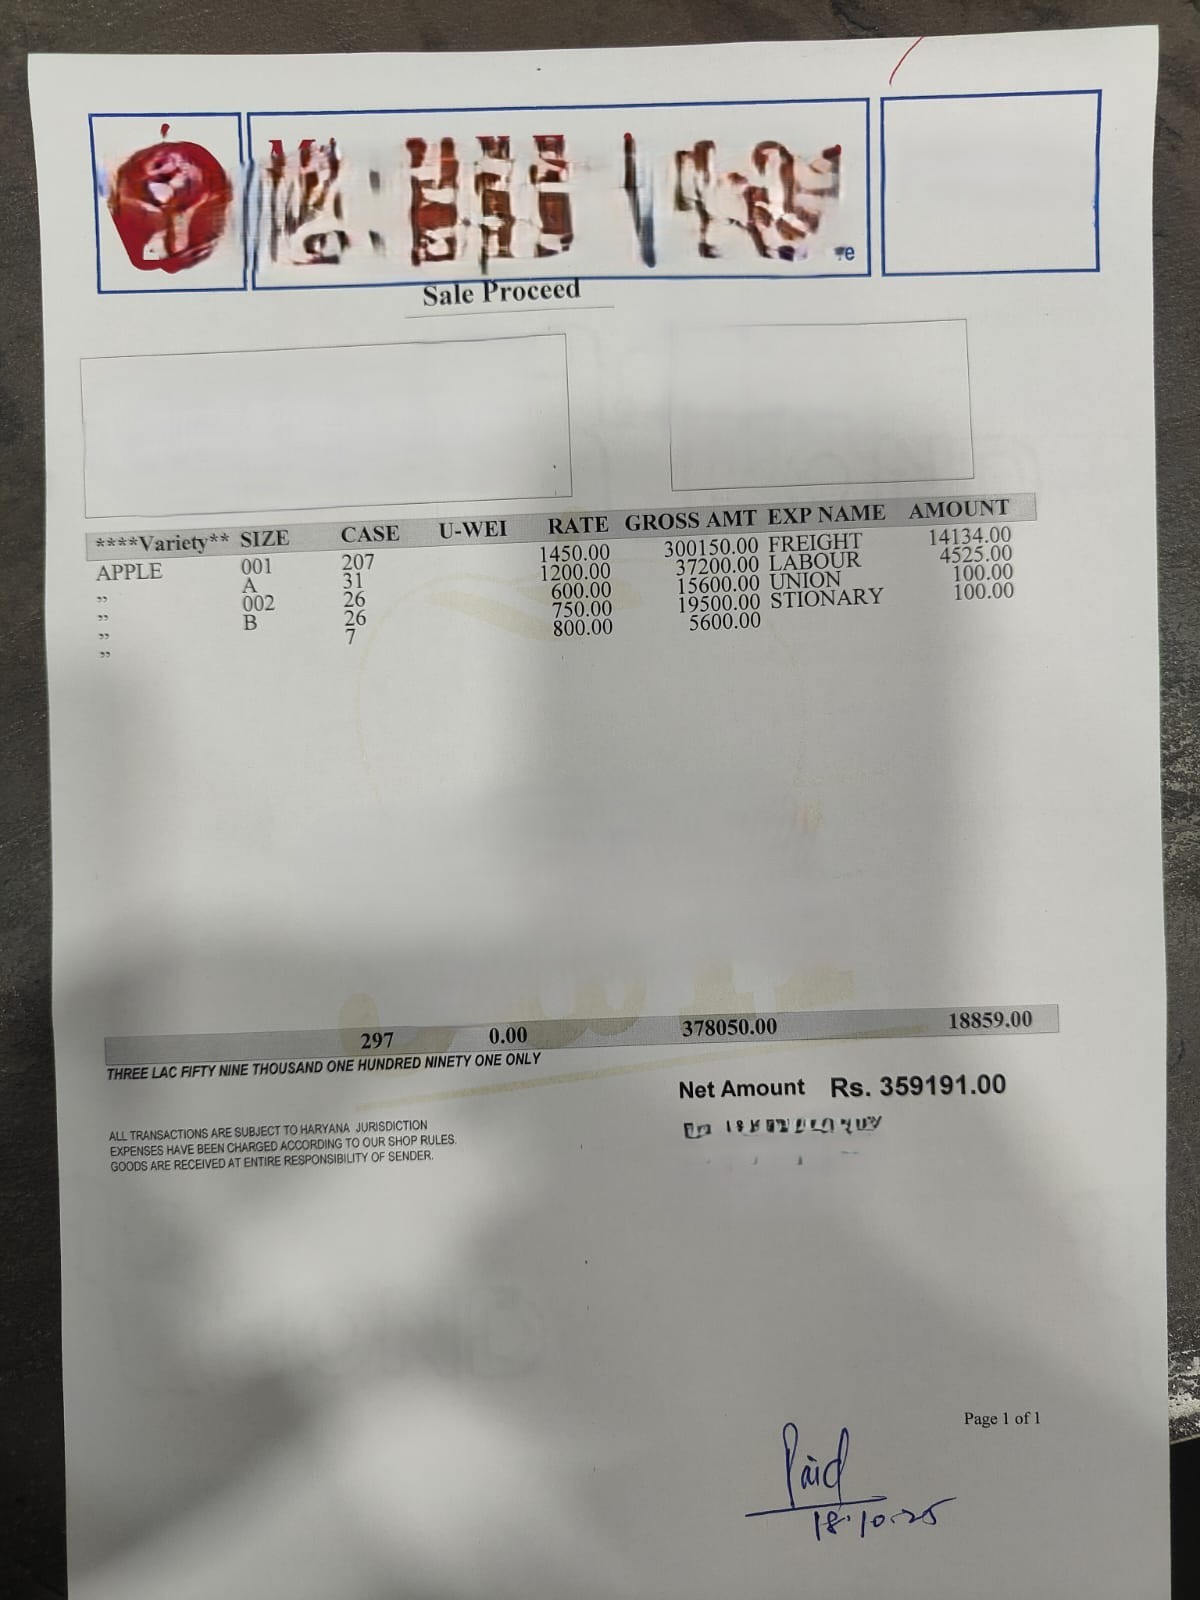 Sale Proceed
****Variety** SIZE CASE U-WEI RATE GROSS AMT EXP NAME AMOUNT
APPLE 001 207 1450.00 300150.00 FREIGHT 14134.00
” A 31 1200.00 37200.00 LABOUR 4525.00
” 002 26 600.00 15600.00 UNION 100.00
” B 26 750.00 19500.00 STIONARY 100.00
” 7 800.00 5600.00
297 0.00 378050.00 18859.00
THREE LAC FIFTY NINE THOUSAND ONE HUNDRED NINETY ONE ONLY
Net Amount Rs. 359191.00
ALL TRANSACTIONS ARE SUBJECT TO HARYANA JURISDICTION
EXPENSES HAVE BEEN CHARGED ACCORDING TO OUR SHOP RULES.
GOODS ARE RECEIVED AT ENTIRE RESPONSIBILITY OF SENDER.
Page 1 of 1
Paid
18.10.25